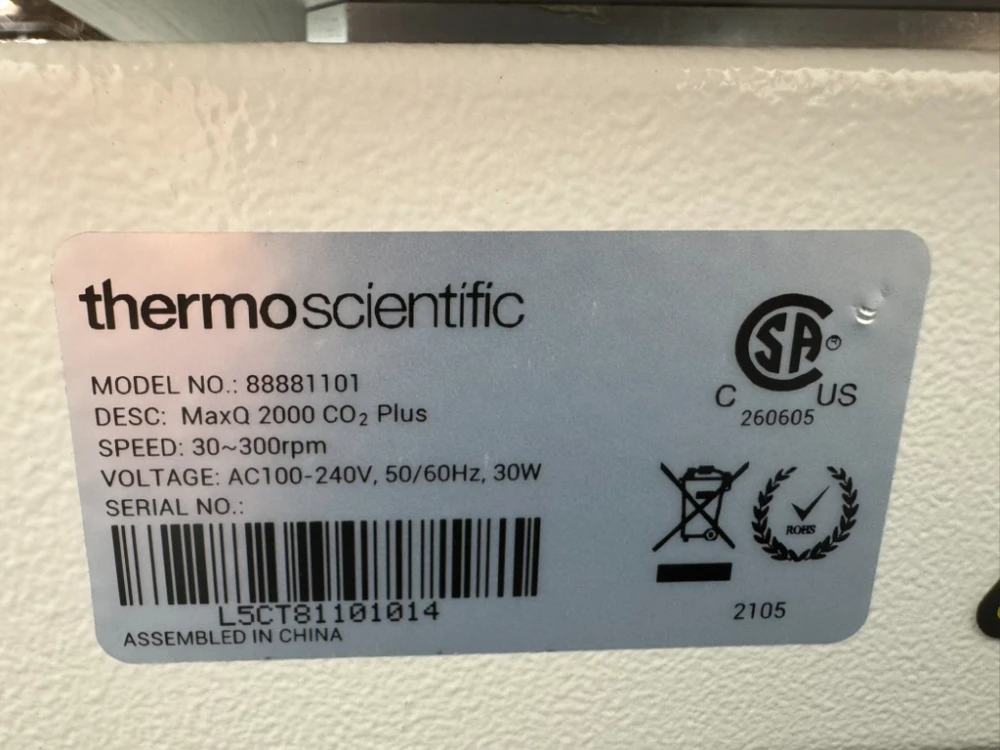 thermoscientific
MODEL NO.: 88881101
DESC: MaxQ 2000 CO₂ Plus
SPEED: 30~300rpm
VOLTAGE: AC100-240V, 50/60Hz, 30W
SERIAL NO.:
L5CT81101014
ASSEMBLED IN CHINA
SA ®
C US
260605
ROHS
2105